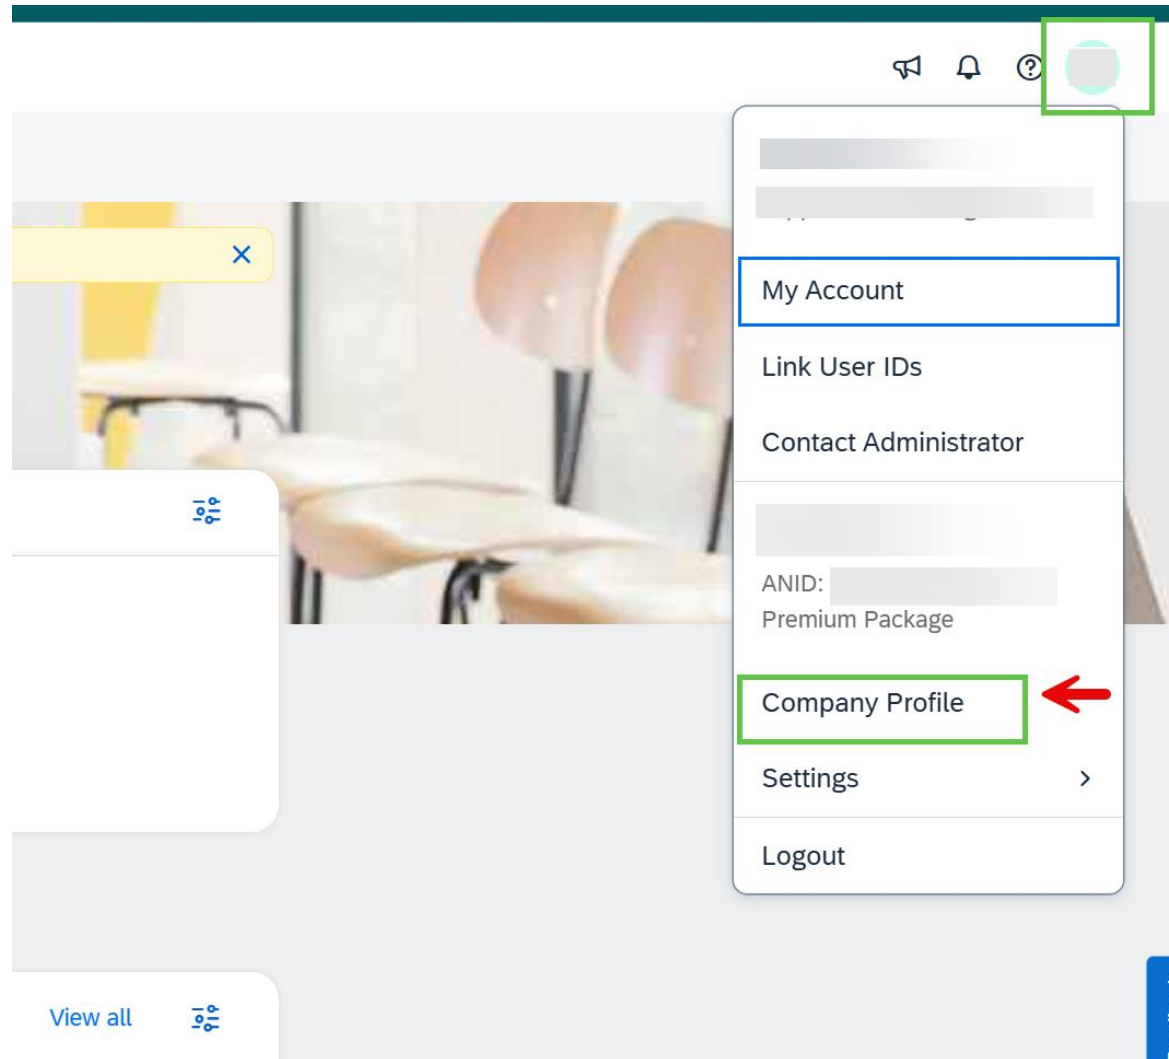 My Account
Link User IDs
Contact Administrator
ANID:
Premium Package
Company Profile
Settings
Logout
View all